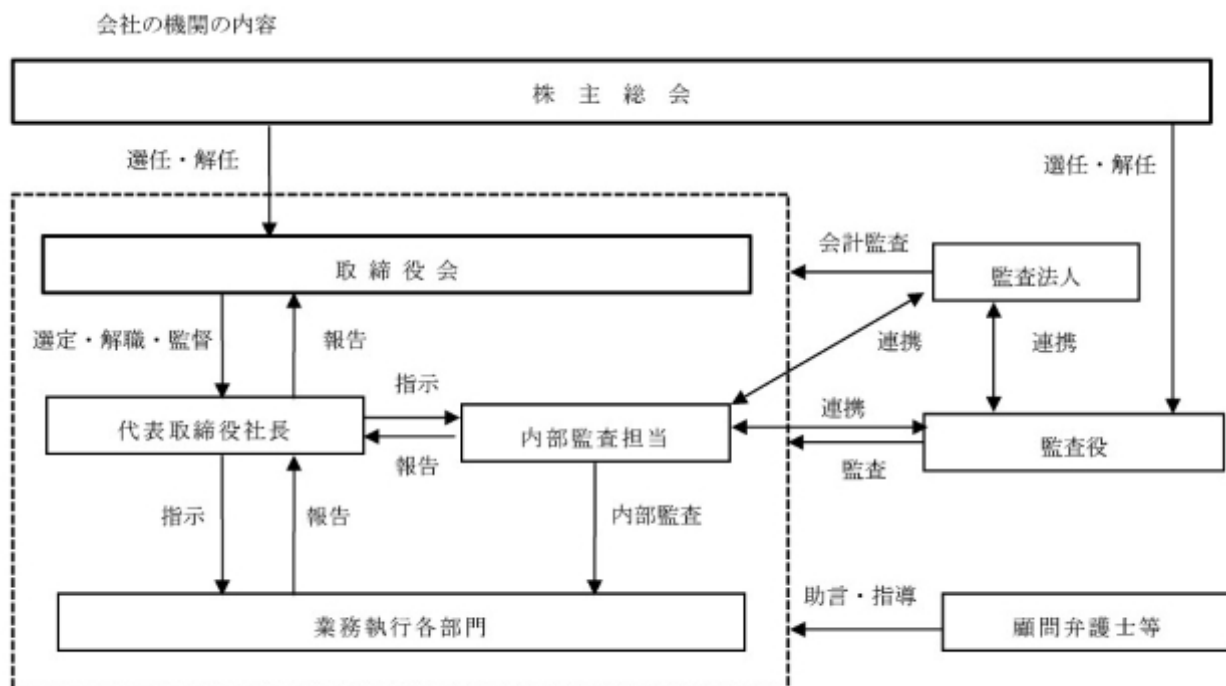 会社の機関の内容
株主総会
選任・解任
選任・解任
取締役会
会計監査
監査法人
選定・解職・監督
報告
連携
連携
指示
代表取締役社長
内部監査担当
連携
監査役
報告
監査
指示
報告
内部監査
業務執行各部門
助言・指導
顧問弁護士等